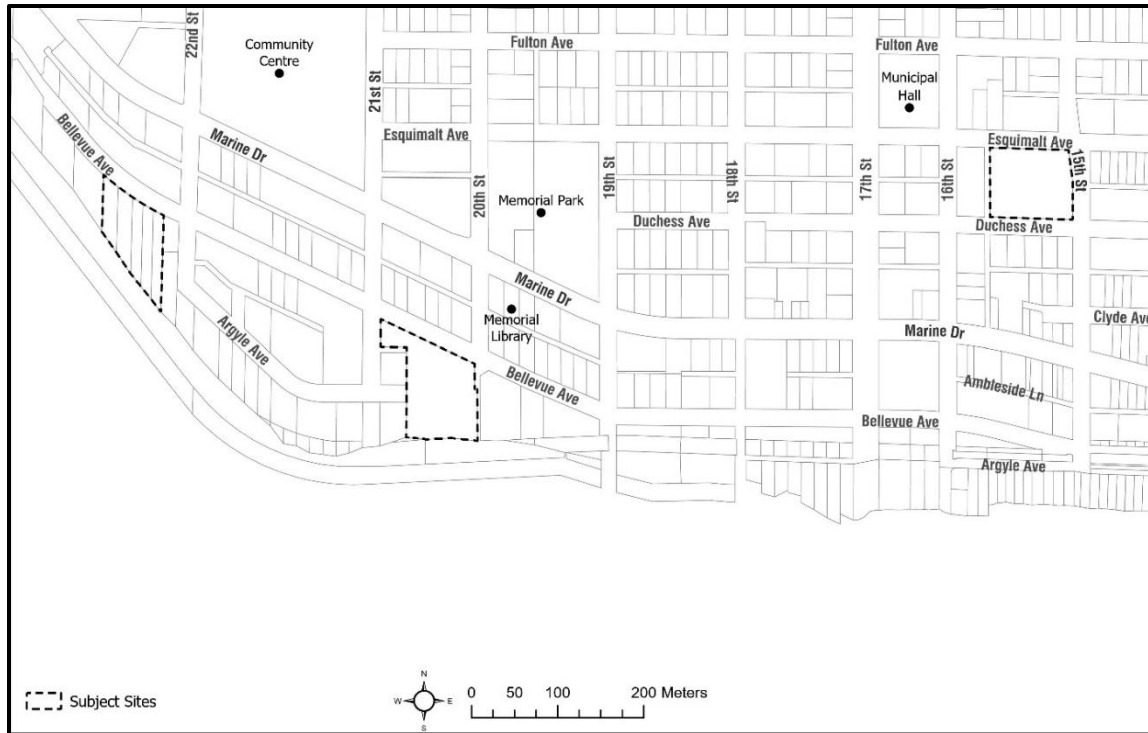 22nd St
Community
Centre
21st St
Fulton Ave
Fulton Ave
Municipal
Hall
Bellevue Ave
Marine Dr
Esquimalt Ave
20th St
Memorial Park
19th St
18th St
17th St
16th St
Esquimalt Ave
15th St
Duchess Ave
Duchess Ave
Argyle Ave
Marine Dr
Memorial
Library
Marine Dr
Clyde Ave
Bellevue Ave
Ambleside Ln
Bellevue Ave
Argyle Ave
Subject Sites
N
W
E
S
0 50 100 200 Meters